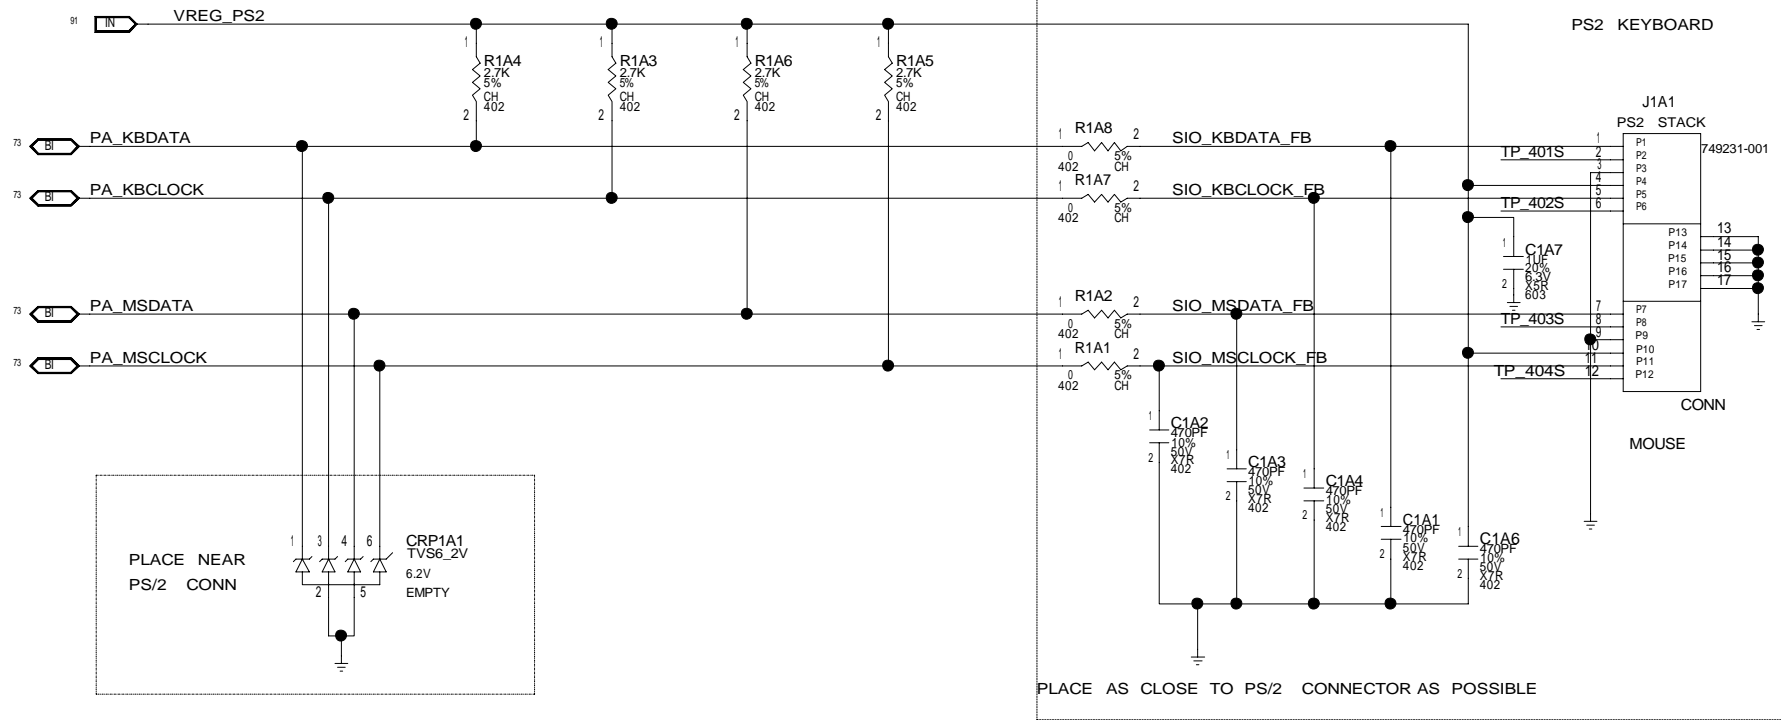 91 IN VREG_PS2
PS2 KEYBOARD
1 R1A4 2.7K 5% CH 402 2
1 R1A3 2.7K 5% CH 402 2
1 R1A6 2.7K 5% CH 402 2
1 R1A5 2.7K 5% CH 402 2
73 BI PA_KBDATA
73 BI PA_KBCLOCK
73 BI PA_MSDATA
73 BI PA_MSCLOCK
1 R1A8 2 0 402 5% CH
SIO_KBDATA_FB
1 R1A7 2 0 402 5% CH
SIO_KBCLOCK_FB
1 R1A2 2 0 402 5% CH
SIO_MSDATA_FB
1 R1A1 2 0 402 5% CH
SIO_MSCLOCK_FB
J1A1
PS2 STACK
749231-001
1 P1
TP_401S 2 P2
3 P3
4 P4
5 P5
TP_402S 6 P6
P13 13
P14 14
P15 15
P16 16
P17 17
7 P7
TP_403S 8 P8
9 P9
10 P10
11 P11
TP_404S 12 P12
CONN
MOUSE
1 C1A7 1UF 20% 6.3V X5R 603 2
1 C1A2 470PF 10% 50V X7R 402 2
1 C1A3 470PF 10% 50V X7R 402 2
1 C1A4 470PF 10% 50V X7R 402 2
1 C1A1 470PF 10% 50V X7R 402 2
1 C1A6 470PF 10% 50V X7R 402 2
PLACE NEAR
PS/2 CONN
1 3 4 6
2 5
CRP1A1
TVS6_2V
6.2V
EMPTY
PLACE AS CLOSE TO PS/2 CONNECTOR AS POSSIBLE